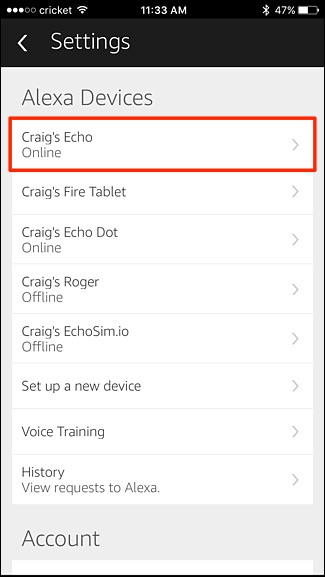 cricket 11:33 AM 47%
Settings
Alexa Devices
Craig's Echo
Online
Craig's Fire Tablet
Craig's Echo Dot
Online
Craig's Roger
Offline
Craig's EchoSim.io
Offline
Set up a new device
Voice Training
History
View requests to Alexa.
Account